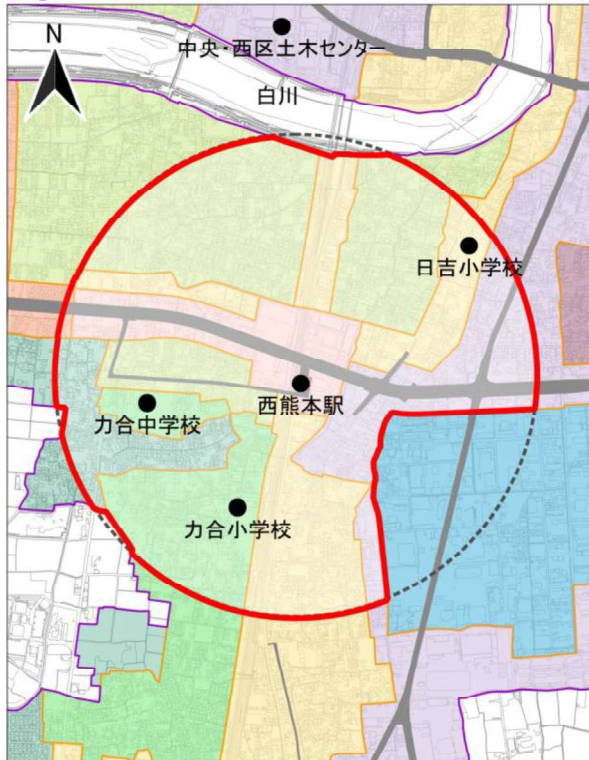 中央・西区土木センター
N
白川
日吉小学校
西熊本駅
力合中学校
力合小学校